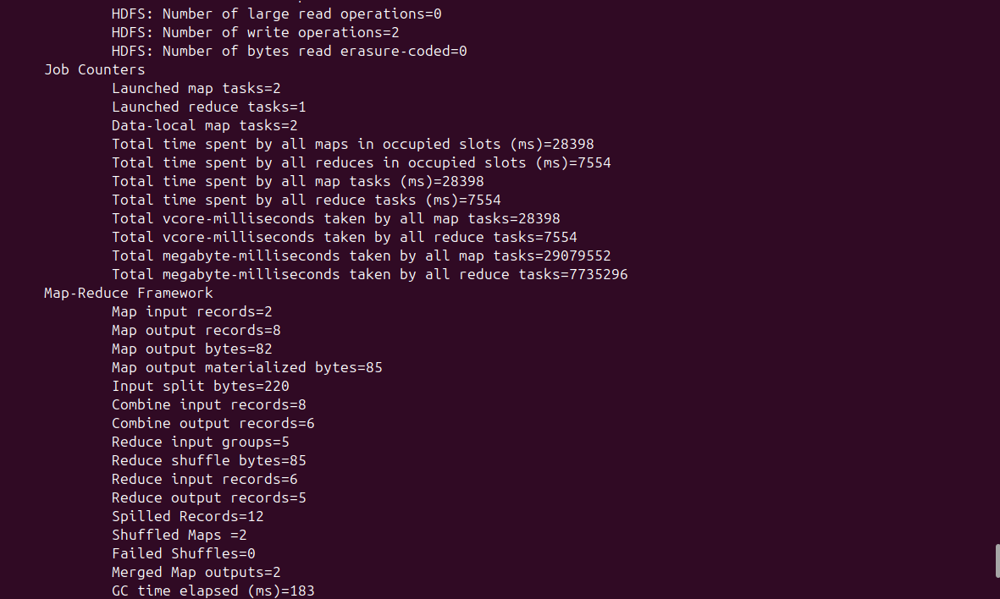 HDFS: Number of large read operations=0
HDFS: Number of write operations=2
HDFS: Number of bytes read erasure-coded=0
Job Counters
Launched map tasks=2
Launched reduce tasks=1
Data-local map tasks=2
Total time spent by all maps in occupied slots (ms)=28398
Total time spent by all reduces in occupied slots (ms)=7554
Total time spent by all map tasks (ms)=28398
Total time spent by all reduce tasks (ms)=7554
Total vcore-milliseconds taken by all map tasks=28398
Total vcore-milliseconds taken by all reduce tasks=7554
Total megabyte-milliseconds taken by all map tasks=29079552
Total megabyte-milliseconds taken by all reduce tasks=7735296
Map-Reduce Framework
Map input records=2
Map output records=8
Map output bytes=82
Map output materialized bytes=85
Input split bytes=220
Combine input records=8
Combine output records=6
Reduce input groups=5
Reduce shuffle bytes=85
Reduce input records=6
Reduce output records=5
Spilled Records=12
Shuffled Maps =2
Failed Shuffles=0
Merged Map outputs=2
GC time elapsed (ms)=183